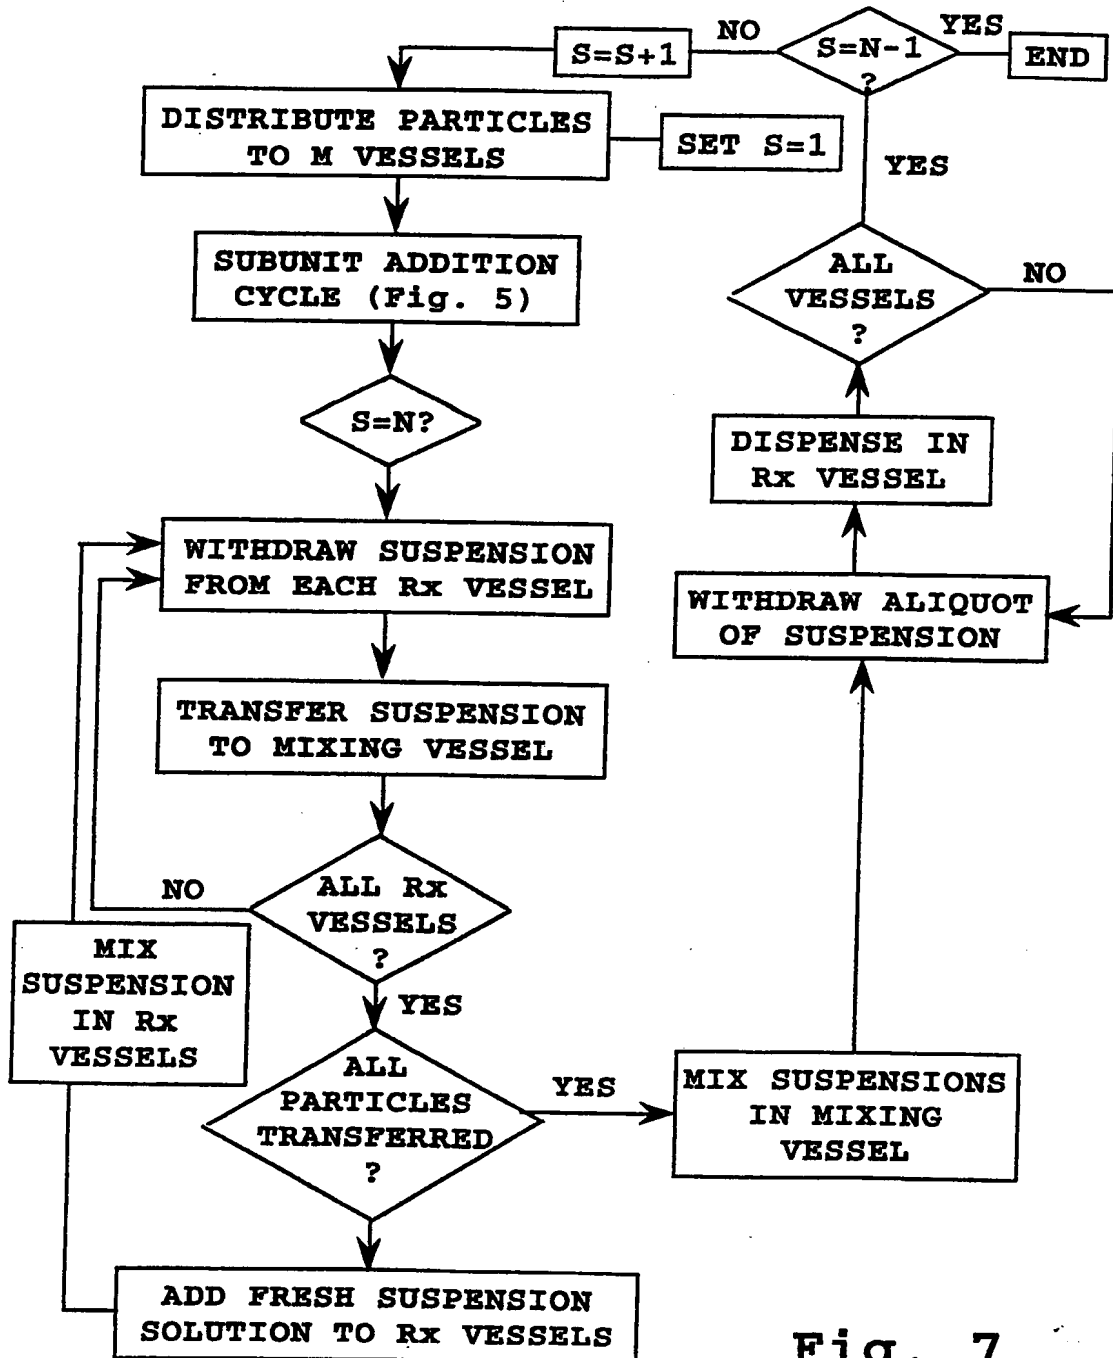 S=S+1
NO
S=N-1
?
YES
END
DISTRIBUTE PARTICLES
TO M VESSELS
SET S=1
YES
SUBUNIT ADDITION
CYCLE (Fig. 5)
ALL
VESSELS
?
NO
S=N?
DISPENSE IN
Rx VESSEL
WITHDRAW SUSPENSION
FROM EACH Rx VESSEL
WITHDRAW ALIQUOT
OF SUSPENSION
TRANSFER SUSPENSION
TO MIXING VESSEL
NO
ALL Rx
VESSELS
?
YES
MIX
SUSPENSION
IN Rx
VESSELS
ALL
PARTICLES
TRANSFERRED
?
YES
MIX SUSPENSIONS
IN MIXING
VESSEL
ADD FRESH SUSPENSION
SOLUTION TO Rx VESSELS
Fig. 7